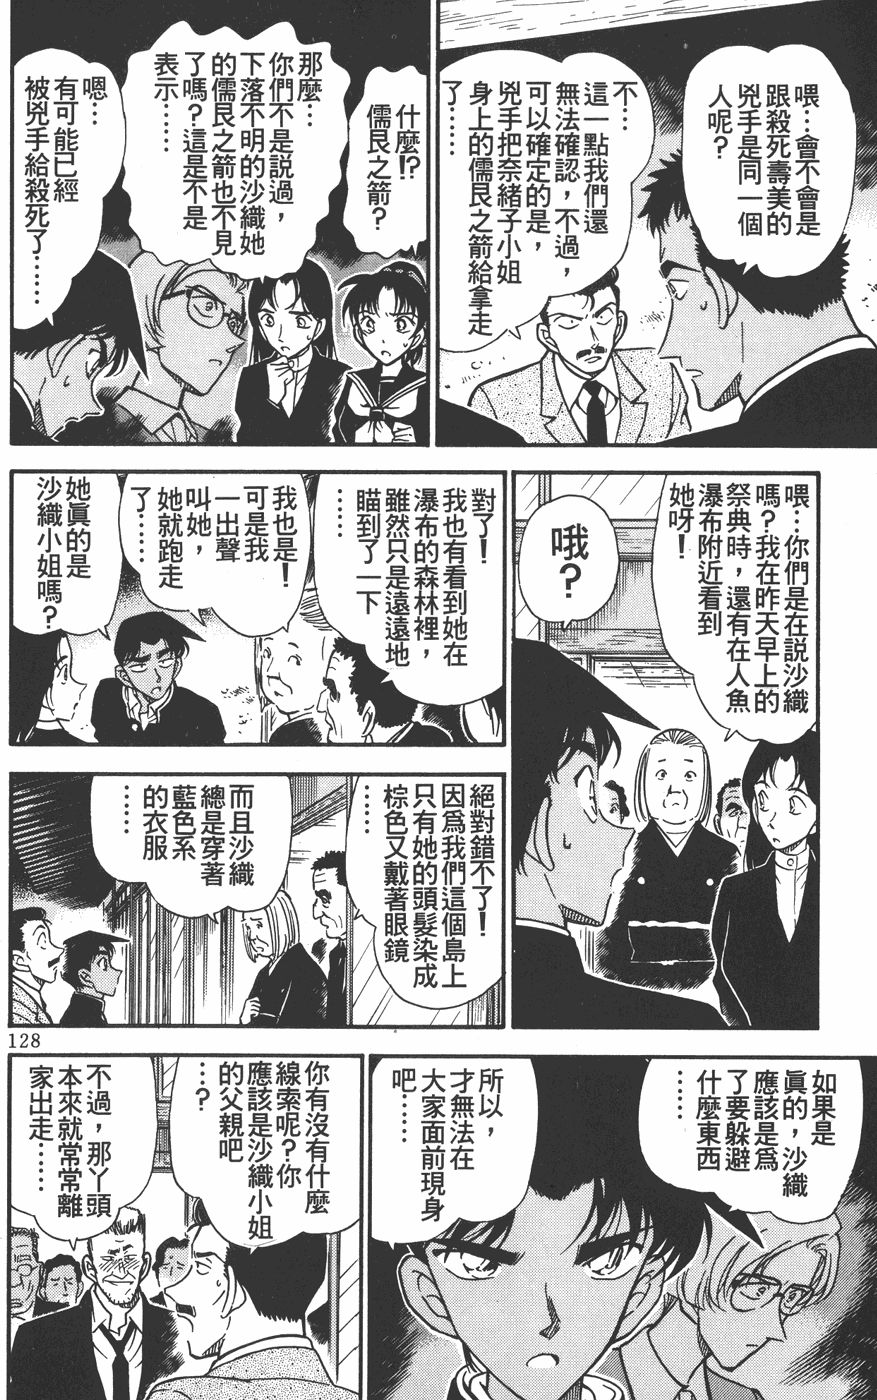 喂…會不會是
跟殺死壽美的
兇手是同一個
人呢？
不…
這一點我們還
無法確認，不過，
可以確定的是，
兇手把奈緒子小姐
身上的儒艮之箭給拿走
了……
什麼!?
儒艮之箭？
那麼…
你們不是說過，
下落不明的沙織她
的儒艮之箭也不見
了嗎？這是不是
表示……
嗯…
有可能已經
被兇手給殺死了……
喂…你們是在說沙織
嗎？我在昨天早上的
祭典時，還有在人魚
瀑布附近看到
她呀！
哦？
對了！
我也有看到她在
瀑布的森林裡，
雖然只是遠遠地
瞄到了一下
……
我也是！
可是我
一出聲
叫她，
她就跑走
了……
她眞的是
沙織小姐嗎？
絕對錯不了！
因爲我們這個島上
只有她的頭髮染成
棕色又戴著眼鏡
……
而且沙織
總是穿著
藍色系
的衣服
……
128
如果是
眞的，沙織
應該是爲
了要躲避
什麼東西
……
所以，
才無法在
大家面前現身
吧……
你有沒有什麼
線索呢？你
應該是沙織小姐
的父親吧
…？
不過，那丫頭
本來就常常離
家出走……